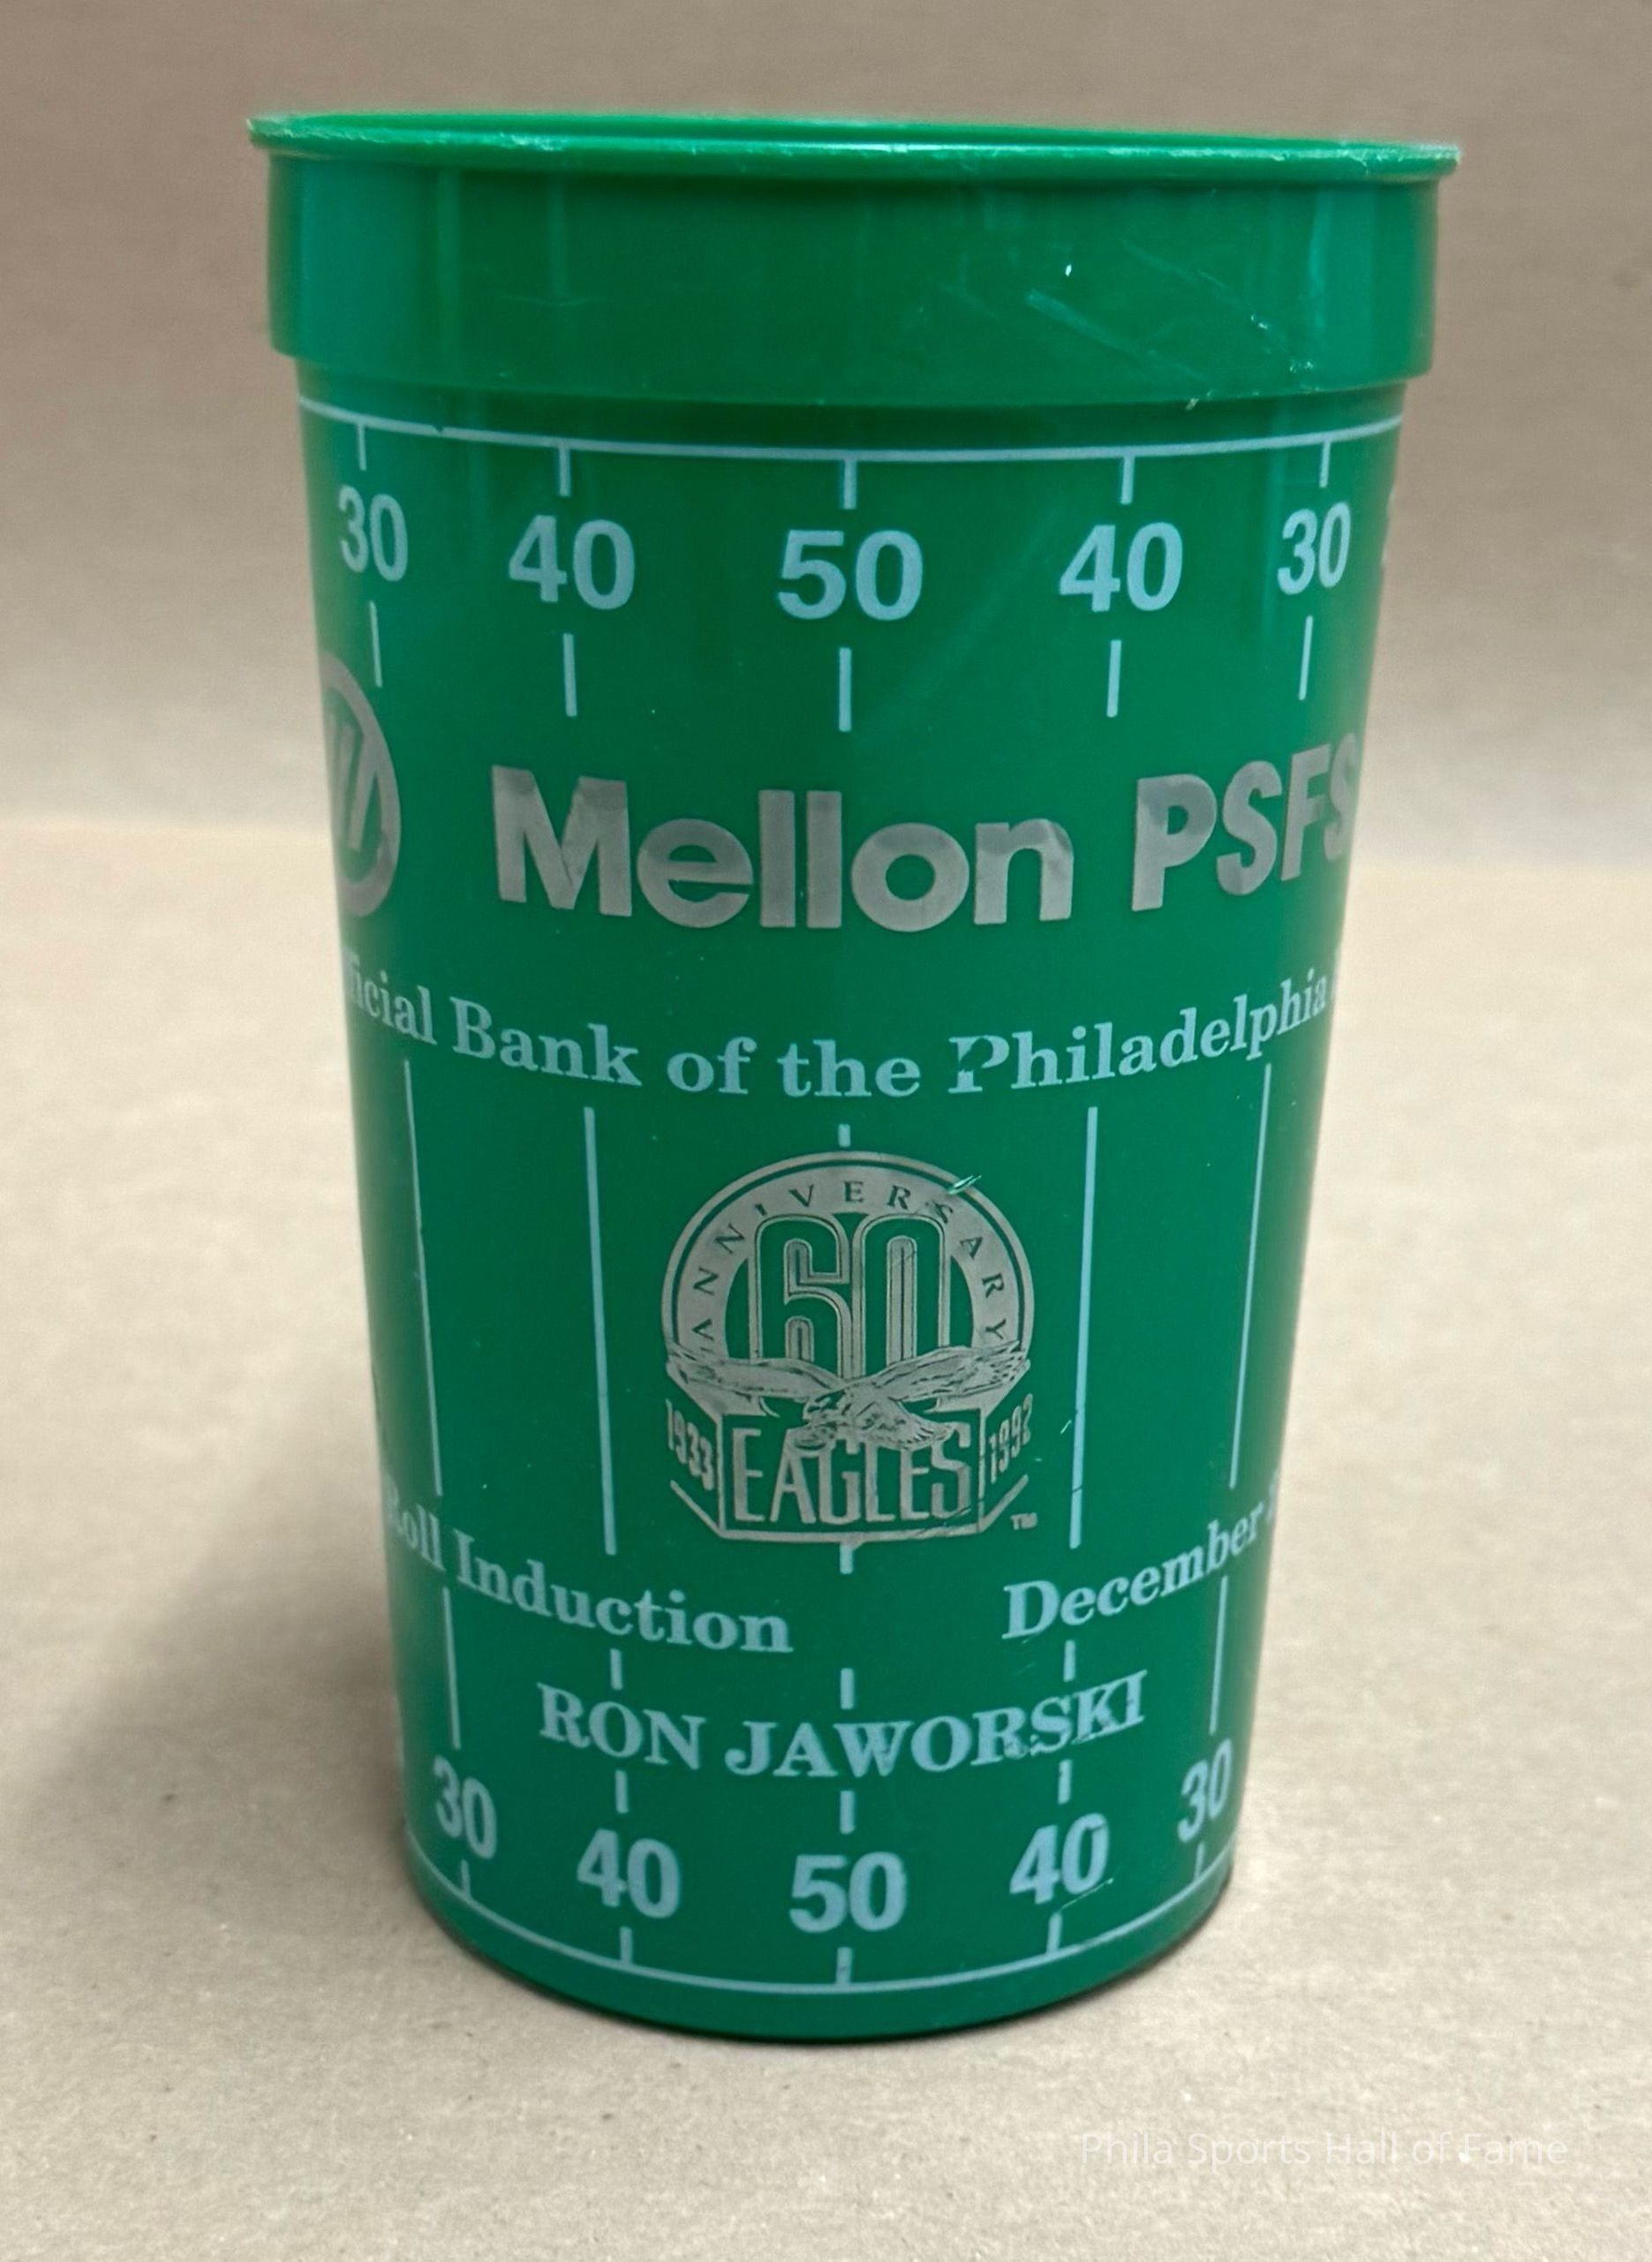 30 40 50 40 30
Mellon PSFS
Bank of the Philadelphia
ANNIVERSARY
60
1933 EAGLES 1992
TM
Roll Induction December
RON JAWORSKI
30 40 50 40 30
Phila Sports Hall of Fame